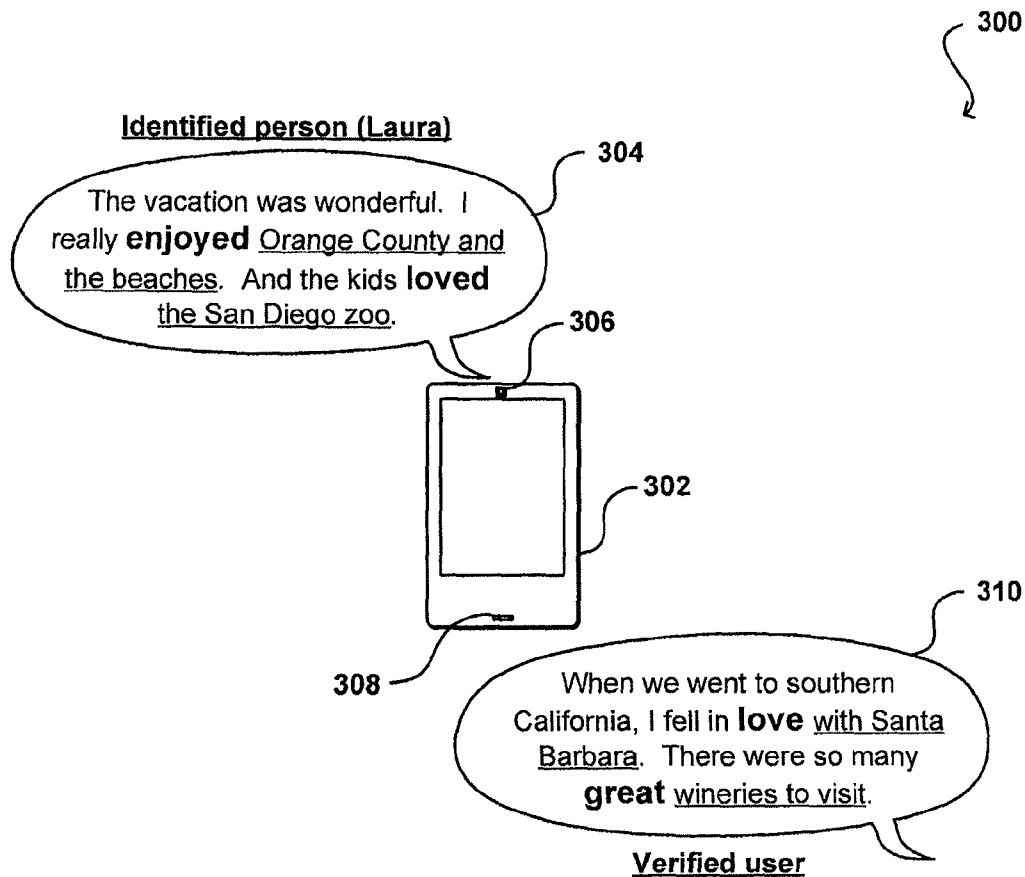 300
Identified person (Laura)
304
The vacation was wonderful. I
really enjoyed Orange County and
the beaches. And the kids loved
the San Diego zoo.
306
302
310
308
When we went to southern
California, I fell in love with Santa
Barbara. There were so many
great wineries to visit.
Verified user